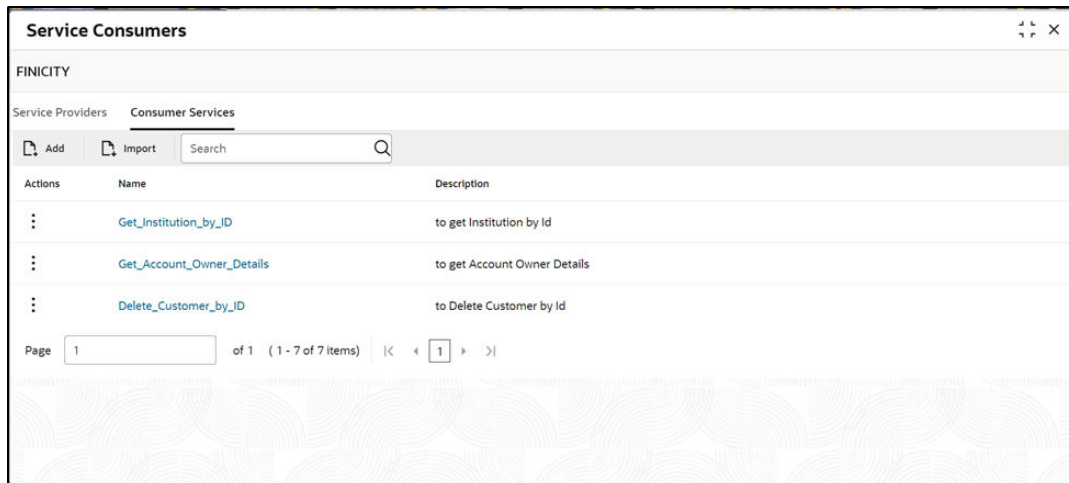 Service Consumers
FINICITY
Service Providers Consumer Services
Add Import Search
Actions Name Description
Get_Institution_by_ID to get Institution by Id
Get_Account_Owner_Details to get Account Owner Details
Delete_Customer_by_ID to Delete Customer by Id
Page 1 of 1 ( 1 - 7 of 7 items) 1